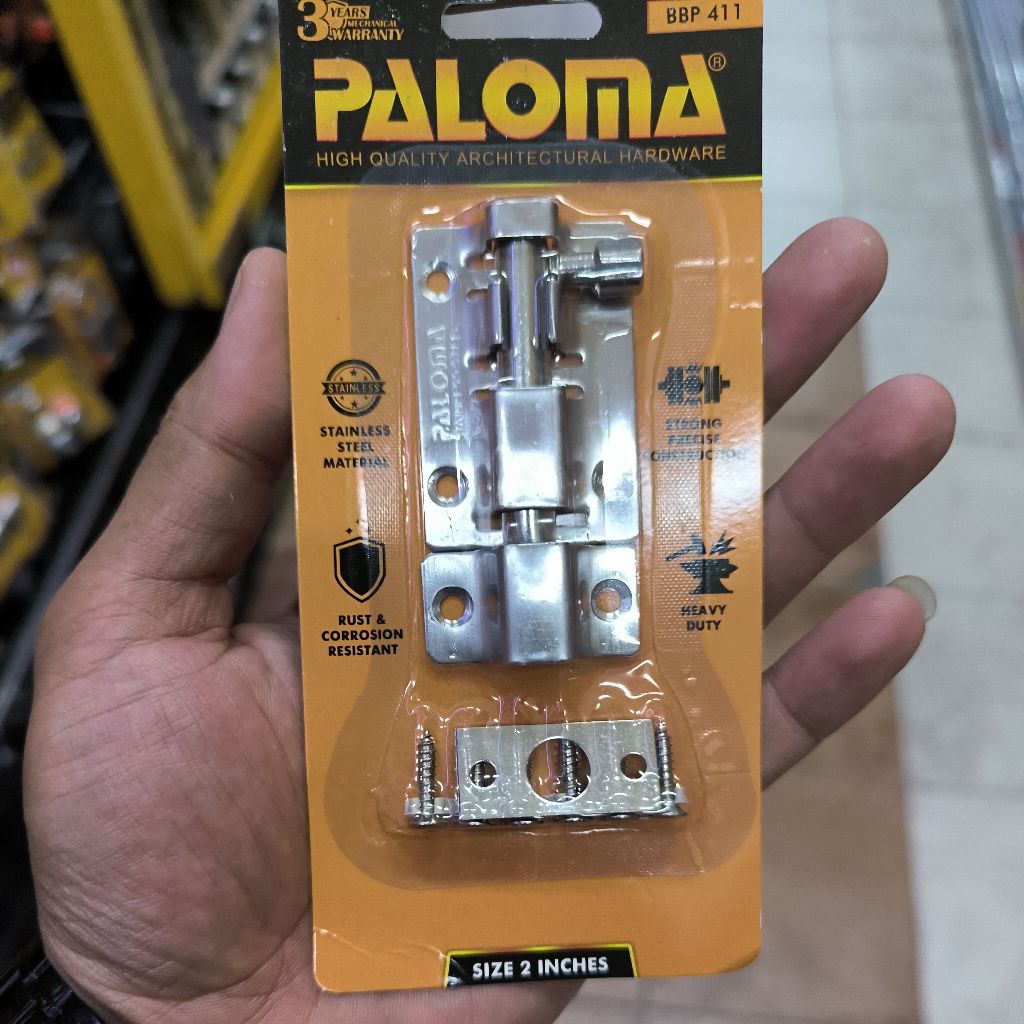 3 YEARS
MECHANICAL
WARRANTY
BBP 411
PALOMA®
HIGH QUALITY ARCHITECTURAL HARDWARE
PALOMA
STAINLESS
STAINLESS
STEEL
MATERIAL
STRONG
PRECISE
CONSTRUCTION
RUST &
CORROSION
RESISTANT
HEAVY
DUTY
SIZE 2 INCHES